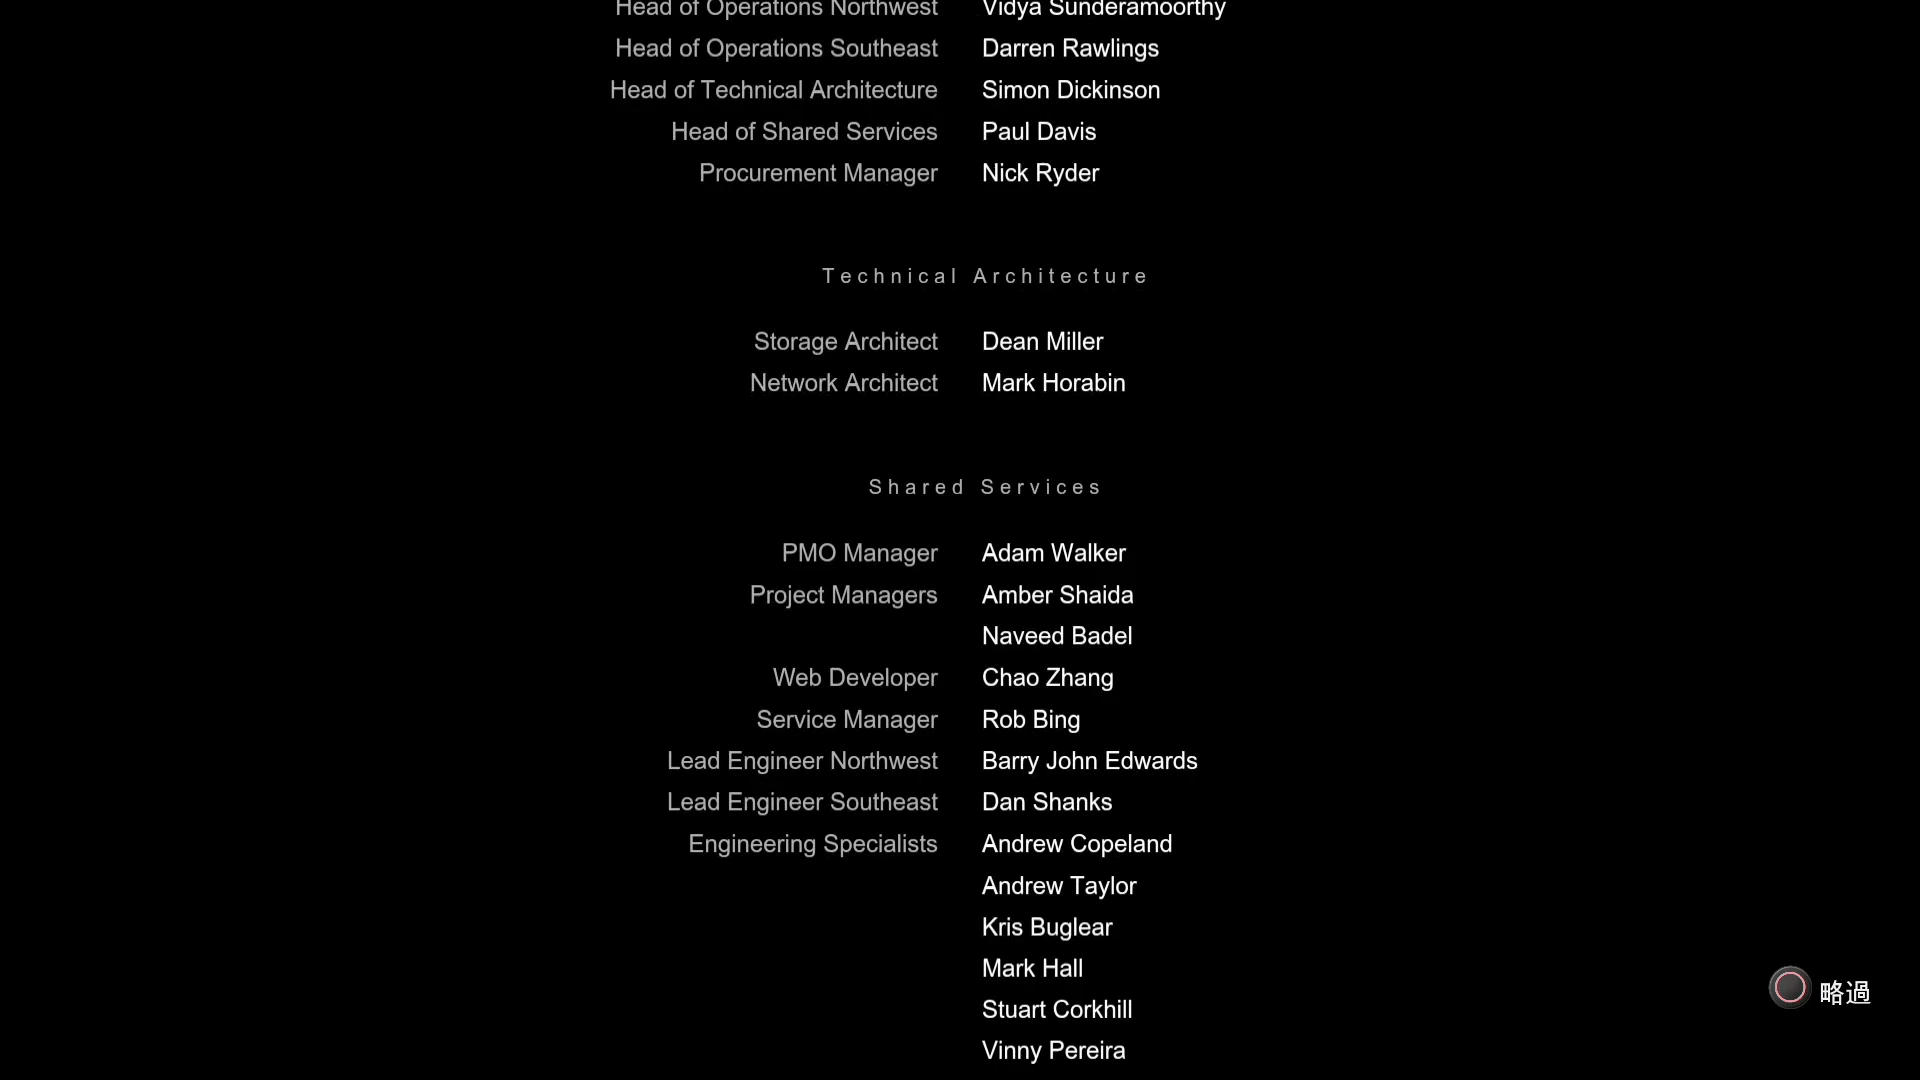 Head of Operations Northwest Vidya Sunderamoorthy
Head of Operations Southeast Darren Rawlings
Head of Technical Architecture Simon Dickinson
Head of Shared Services Paul Davis
Procurement Manager Nick Ryder
Technical Architecture
Storage Architect Dean Miller
Network Architect Mark Horabin
Shared Services
PMO Manager Adam Walker
Project Managers Amber Shaida
Naveed Badel
Web Developer Chao Zhang
Service Manager Rob Bing
Lead Engineer Northwest Barry John Edwards
Lead Engineer Southeast Dan Shanks
Engineering Specialists Andrew Copeland
Andrew Taylor
Kris Buglear
Mark Hall
Stuart Corkhill
Vinny Pereira
略過